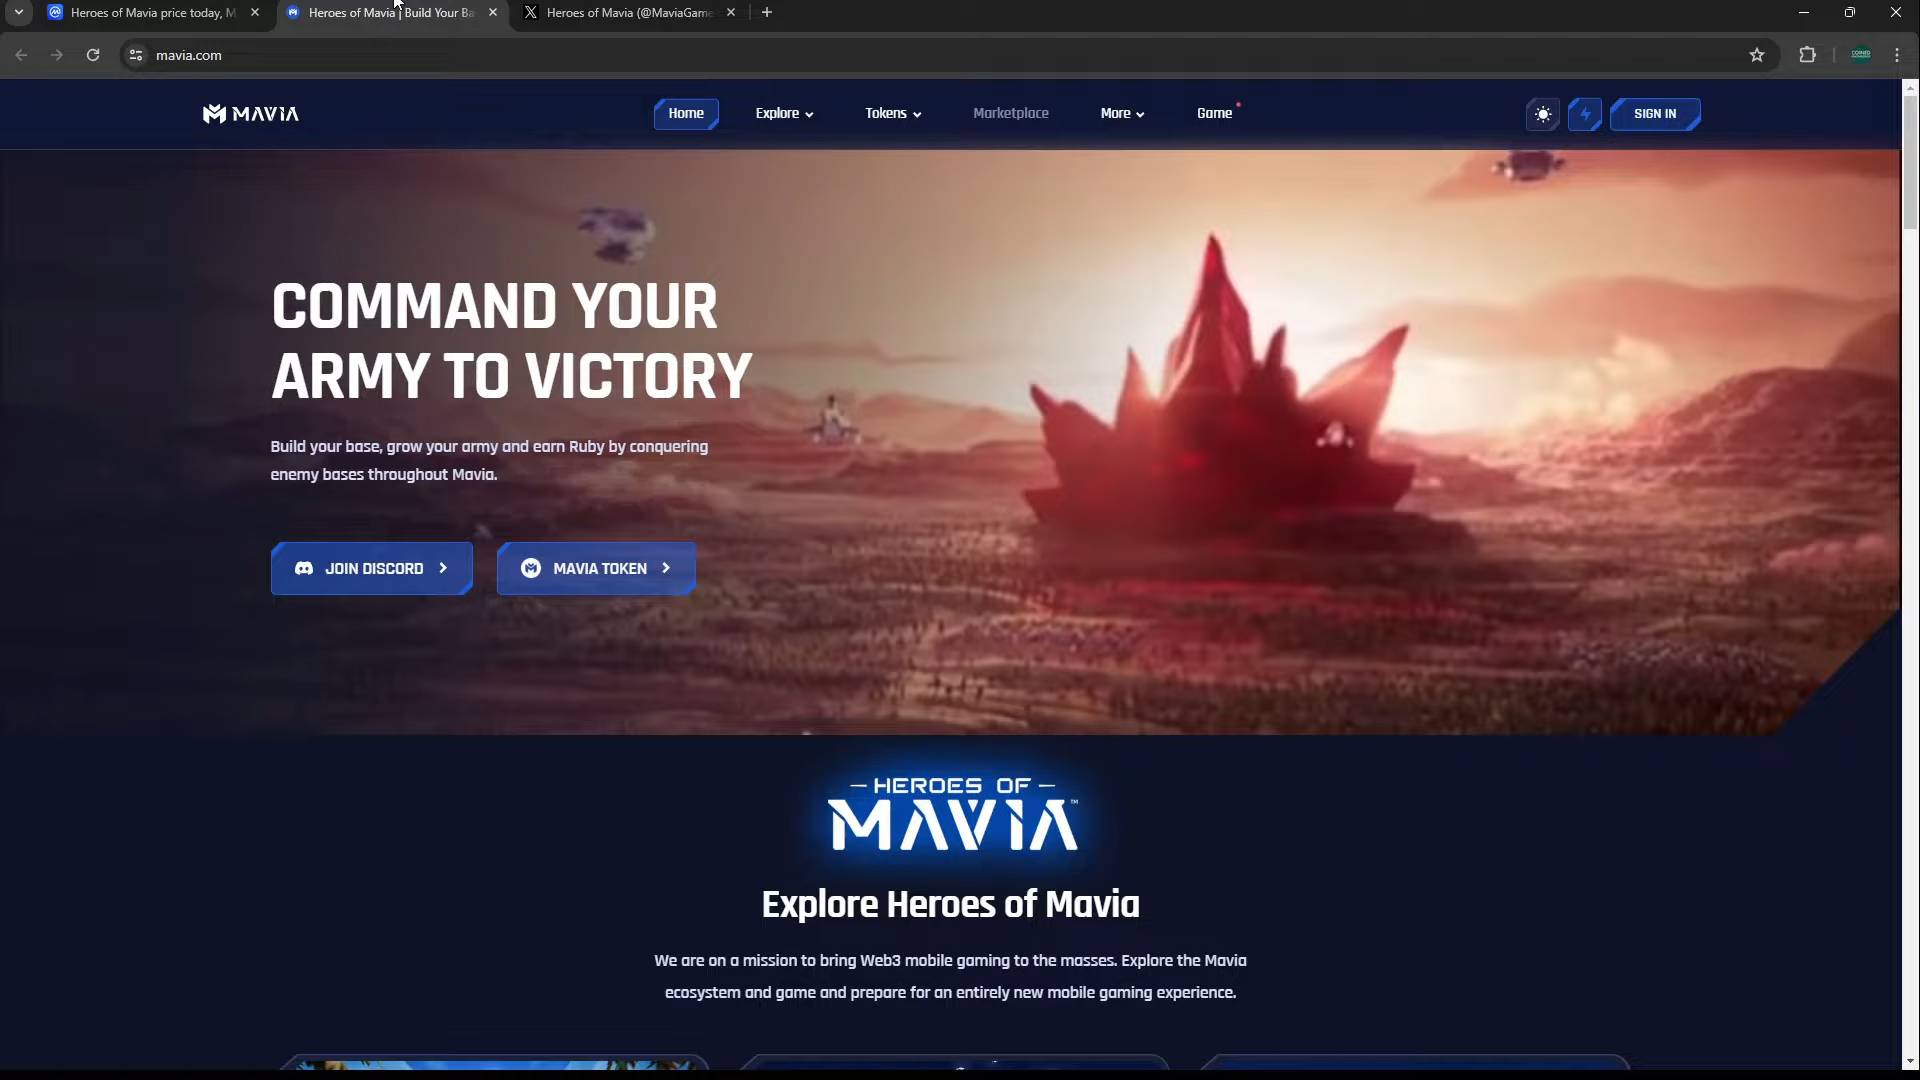 Heroes of Mavia price today, M
Heroes of Mavia | Build Your Ba
Heroes of Mavia (@MaviaGame
mavia.com
MAVIA
Home
Explore
Tokens
Marketplace
More
Game
SIGN IN
COMMAND YOUR
ARMY TO VICTORY
Build your base, grow your army and earn Ruby by conquering
enemy bases throughout Mavia.
JOIN DISCORD
MAVIA TOKEN
HEROES OF
MAVIA™
Explore Heroes of Mavia
We are on a mission to bring Web3 mobile gaming to the masses. Explore the Mavia
ecosystem and game and prepare for an entirely new mobile gaming experience.